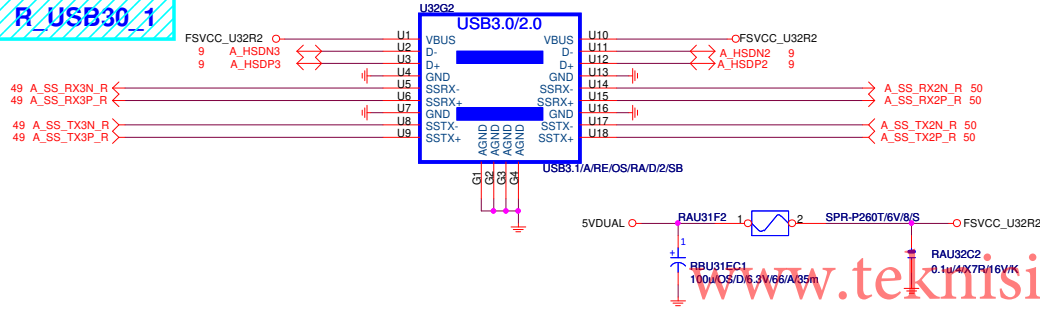 R_USB30_1
U32G2
USB3.0/2.0
FSVCC_U32R2 U1 VBUS U10 FSVCC_U32R2
9 A_HSDN3 U2 D- U11 A_HSDN2 9
9 A_HSDP3 U3 D+ U12 A_HSDP2 9
U4 GND GND U13
49 A_SS_RX3N_R U5 SSRX- SSRX- U14 A_SS_RX2N_R 50
49 A_SS_RX3P_R U6 SSRX+ SSRX+ U15 A_SS_RX2P_R 50
U7 GND GND U16
49 A_SS_TX3N_R U8 SSTX- SSTX- U17 A_SS_TX2N_R 50
49 A_SS_TX3P_R U9 SSTX+ SSTX+ U18 A_SS_TX2P_R 50
VBUS
D-
D+
AGND AGND AGND AGND
G1 G2 G3 G4
USB3.1/A/RE/OS/RA/D/2/SB
5VDUAL RAU31F2 1 2 SPR-P260T/6V/8/S FSVCC_U32R2
1
+
RBU31EC1
100u/OS/D/6.3V/66/A/35m
RAU32C2
0.1u/4/X7R/16V/K
www.teknisi